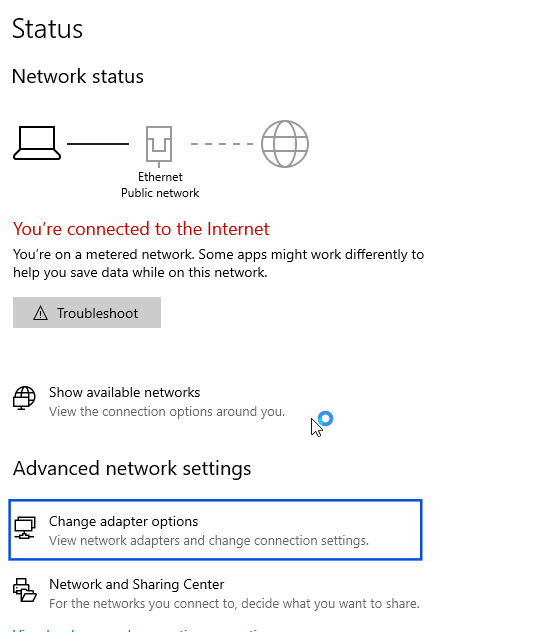 Status
Network status
Ethernet
Public network
You're connected to the Internet
You're on a metered network. Some apps might work differently to
help you save data while on this network.
Troubleshoot
Show available networks
View the connection options around you.
Advanced network settings
Change adapter options
View network adapters and change connection settings.
Network and Sharing Center
For the networks you connect to, decide what you want to share.